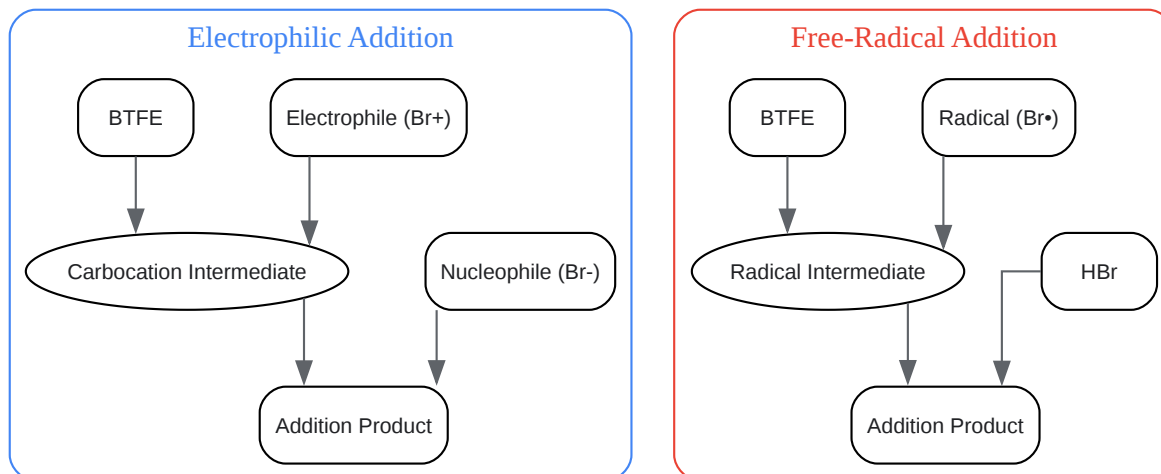 Electrophilic Addition
BTFE
Electrophile (Br+)
Carbocation Intermediate
Nucleophile (Br-)
Addition Product
Free-Radical Addition
BTFE
Radical (Br•)
Radical Intermediate
HBr
Addition Product